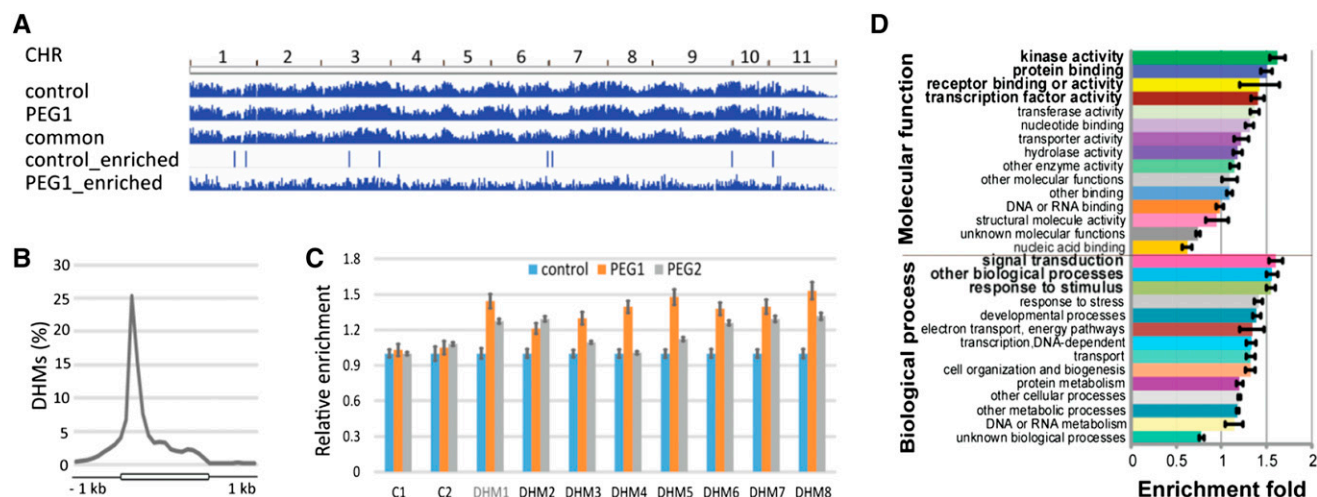 A
CHR 1 2 3 4 5 6 7 8 9 10 11
control
PEG1
common
control_enriched
PEG1_enriched
B
DHMs (%)
30
25
20
15
10
5
0
- 1 kb 1 kb
C
Relative enrichment
1.8
1.5
1.2
0.9
0.6
0.3
0
control PEG1 PEG2
C1 C2 DHM1 DHM2 DHM3 DHM4 DHM5 DHM6 DHM7 DHM8
D
Molecular function
kinase activity
protein binding
receptor binding or activity
transcription factor activity
transferase activity
nucleotide binding
transporter activity
hydrolase activity
other enzyme activity
other molecular functions
other binding
DNA or RNA binding
structural molecule activity
unknown molecular functions
nucleic acid binding
Biological process
signal transduction
other biological processes
response to stimulus
response to stress
developmental processes
electron transport, energy pathways
transcription,DNA-dependent
transport
cell organization and biogenesis
protein metabolism
other cellular processes
other metabolic processes
DNA or RNA metabolism
unknown biological processes
0 0.5 1 1.5 2
Enrichment fold